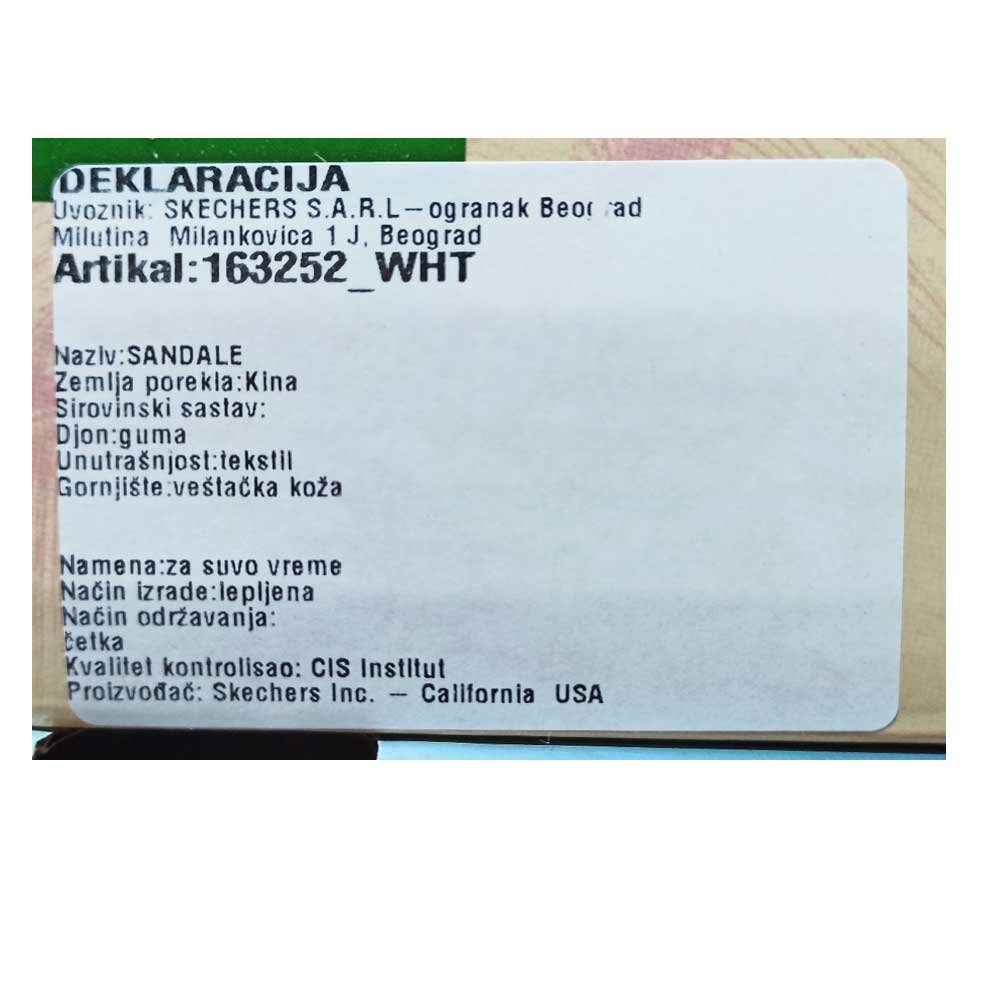 DEKLARACIJA
Uvoznik: SKECHERS S.A.R.L-ogranak Beograd
Milutina Milankovica 1 J, Beograd
Artikal:163252_WHT
Naziv:SANDALE
Zemlja porekla:Kina
Sirovinski sastav:
Djon:guma
Unutrašnjost:tekstil
Gornjište:veštačka koža
Namena:za suvo vreme
Način izrade:lepljena
Način održavanja:
četka
Kvalitet kontrolisao: CIS Institut
Proizvođač: Skechers Inc. - California USA